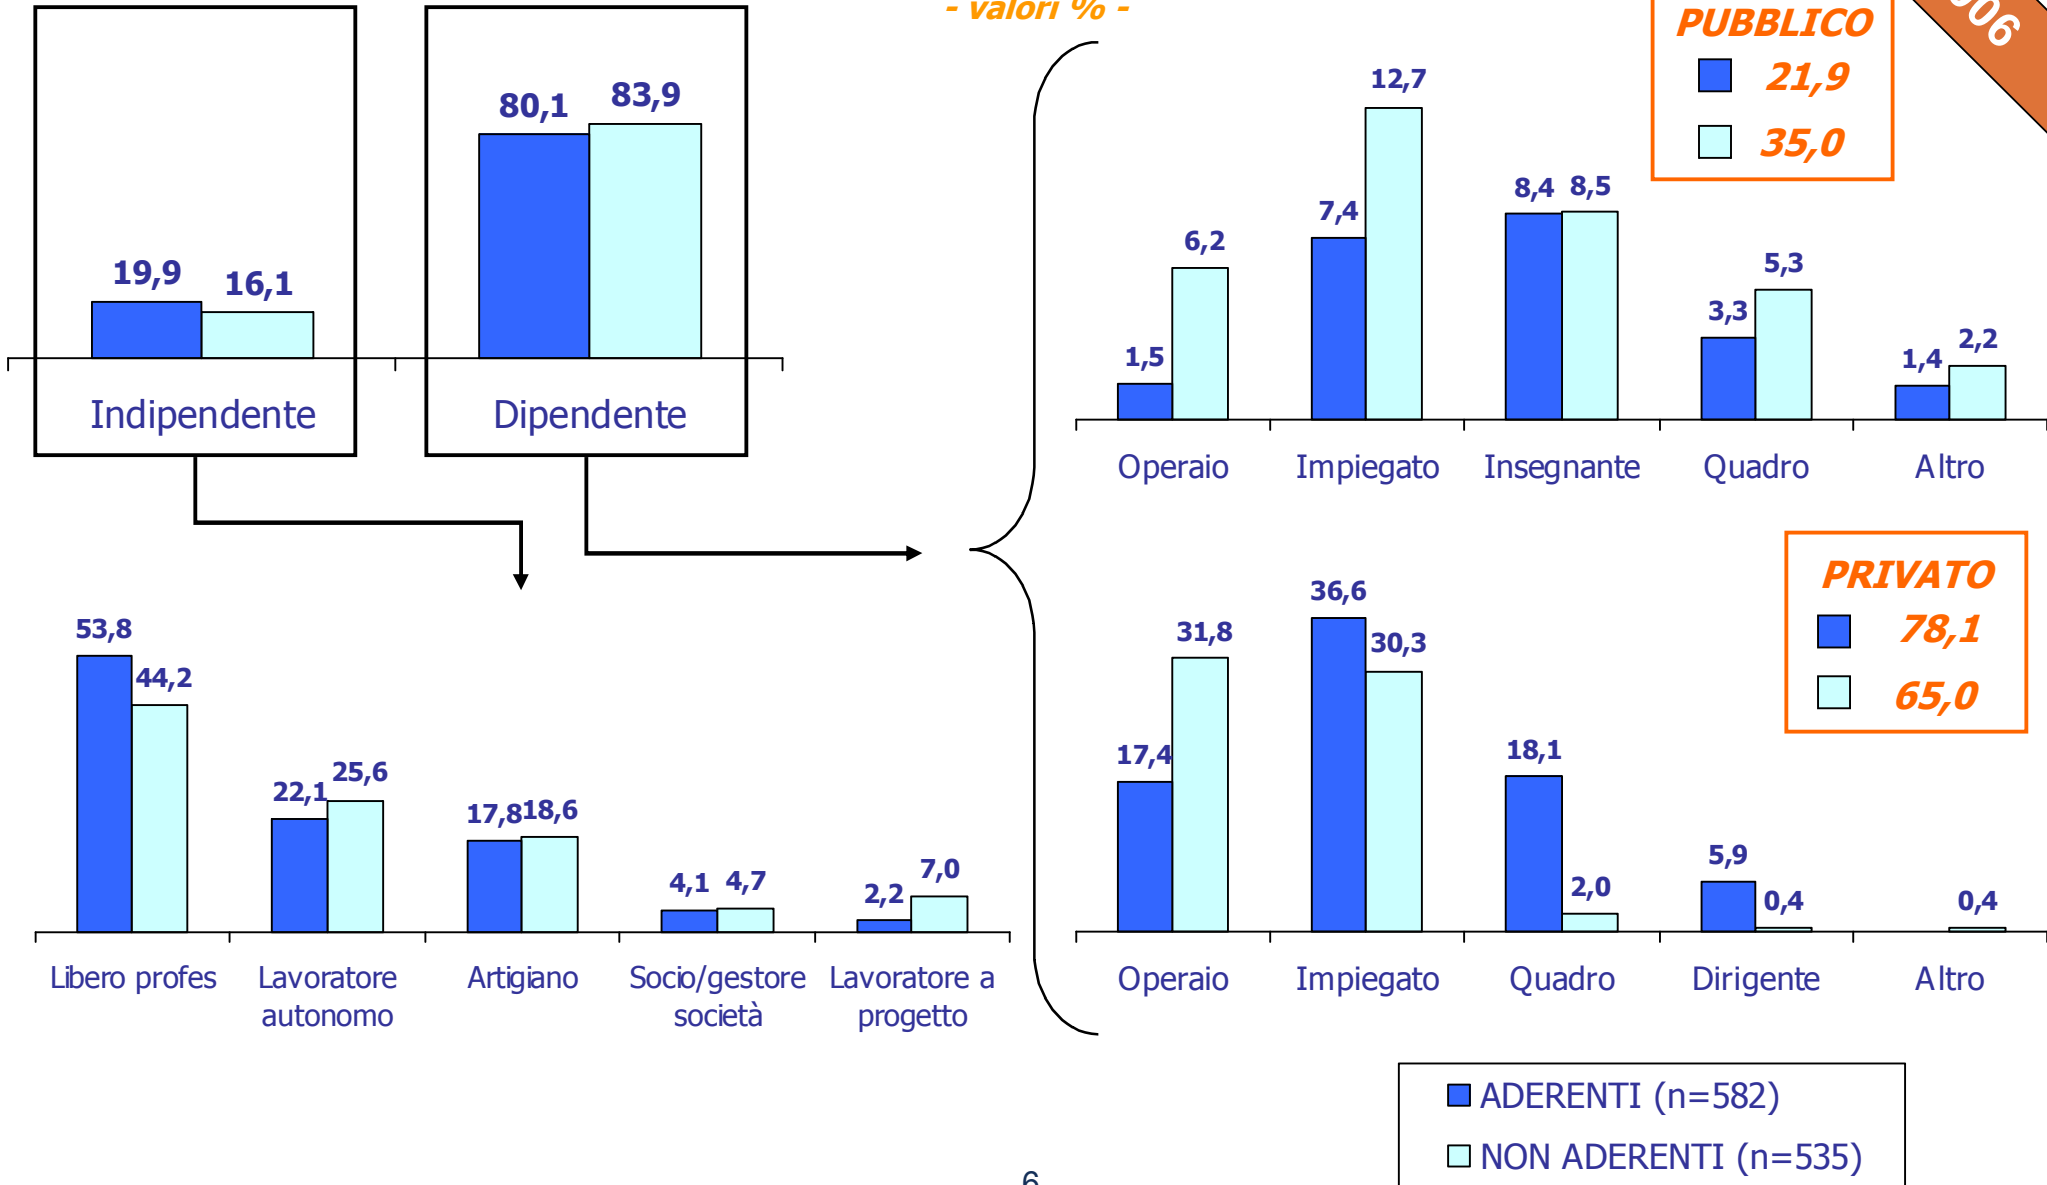 - valori % -
006
80,1 83,9
19,9 16,1
Indipendente Dipendente
PUBBLICO
21,9
35,0
12,7
8,4 8,5
7,4
6,2
5,3
3,3
1,5 1,4 2,2
Operaio Impiegato Insegnante Quadro Altro
PRIVATO
78,1
65,0
36,6
31,8 30,3
17,4 18,1
5,9
2,0 0,4 0,4
Operaio Impiegato Quadro Dirigente Altro
53,8
44,2
22,1 25,6
17,8 18,6
4,1 4,7 2,2 7,0
Libero profes Lavoratore Artigiano Socio/gestore Lavoratore a
autonomo società progetto
ADERENTI (n=582)
NON ADERENTI (n=535)
6